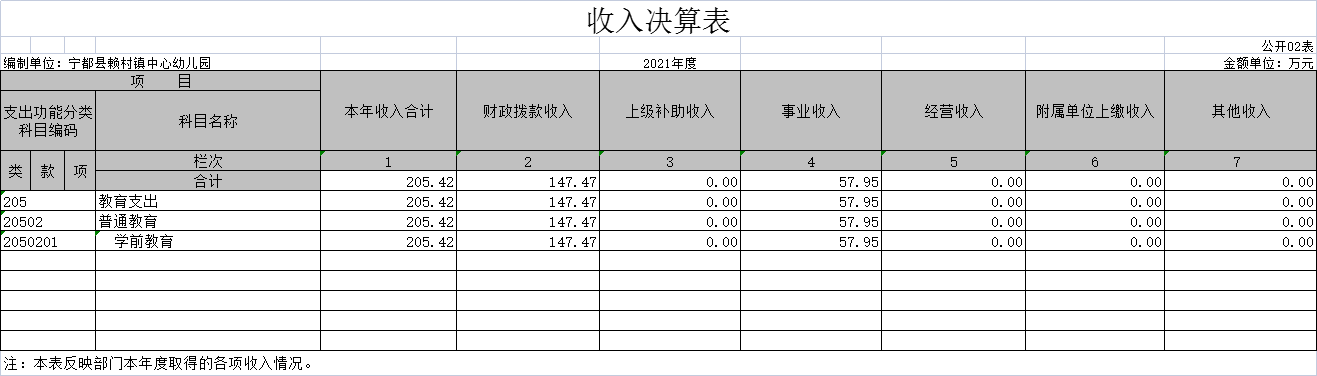 收入决算表
公开02表
编制单位：宁都县赖村镇中心幼儿园 2021年度 金额单位：万元
项 目 本年收入合计 财政拨款收入 上级补助收入 事业收入 经营收入 附属单位上缴收入 其他收入
支出功能分类科目编码 科目名称
类 款 项 栏次 1 2 3 4 5 6 7
合计 205.42 147.47 0.00 57.95 0.00 0.00 0.00
205 教育支出 205.42 147.47 0.00 57.95 0.00 0.00 0.00
20502 普通教育 205.42 147.47 0.00 57.95 0.00 0.00 0.00
2050201 学前教育 205.42 147.47 0.00 57.95 0.00 0.00 0.00
注：本表反映部门本年度取得的各项收入情况。